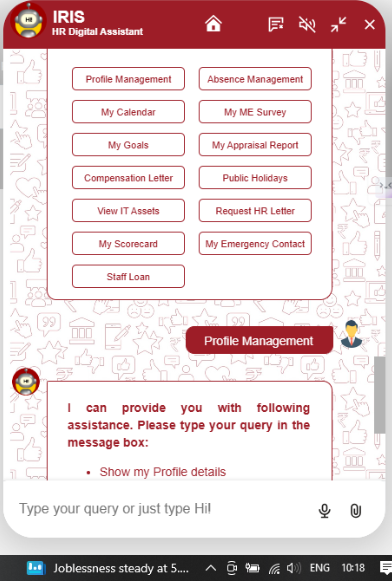 IRIS
HR Digital Assistant
Profile Management
Absence Management
My Calendar
My ME Survey
My Goals
My Appraisal Report
Compensation Letter
Public Holidays
View IT Assets
Request HR Letter
My Scorecard
My Emergency Contact
Staff Loan
Profile Management
I can provide you with following
assistance. Please type your query in the
message box:
• Show my Profile details
Type your query or just type Hi!
Joblessness steady at 5.... ENG 10:18